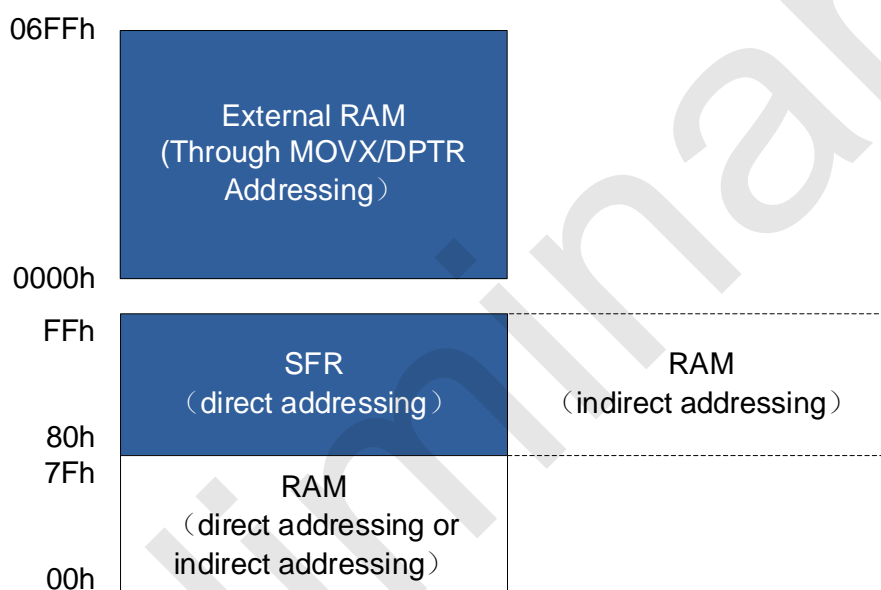 06FFh
External RAM
(Through MOVX/DPTR
Addressing）
0000h
FFh
SFR
（direct addressing）
RAM
（indirect addressing）
80h
7Fh
RAM
（direct addressing or
indirect addressing）
00h